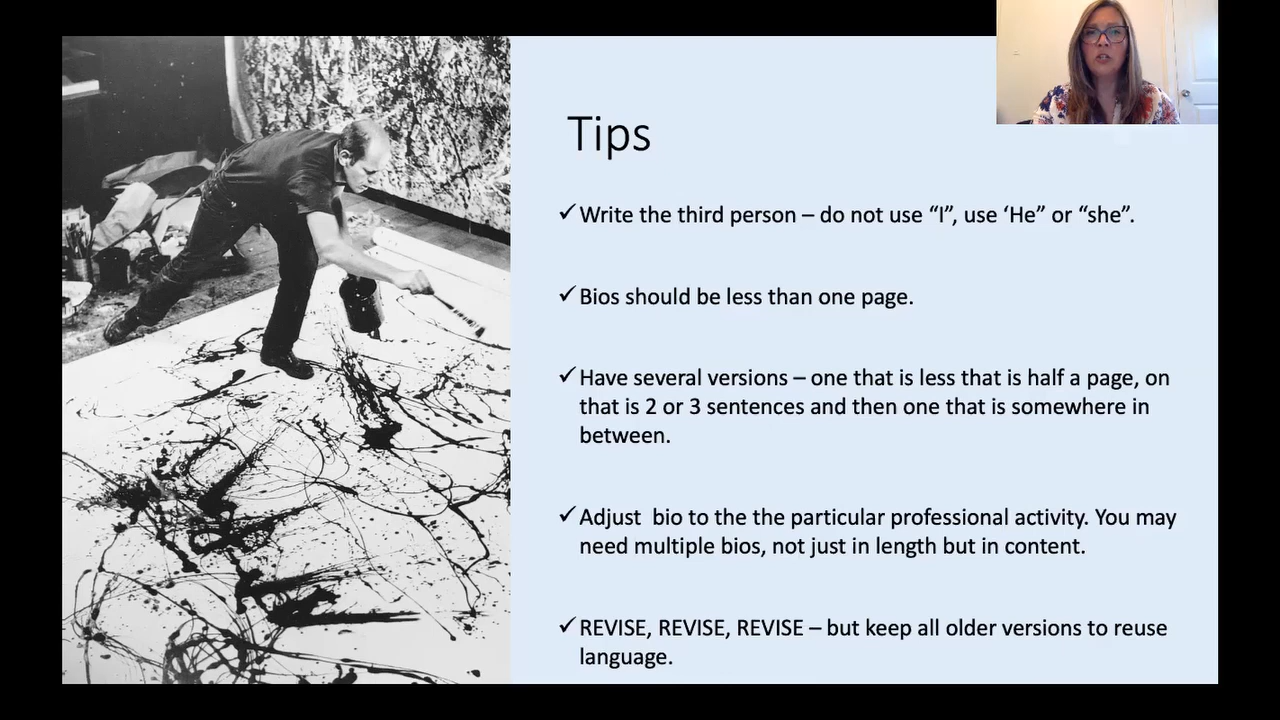 Tips
✓Write the third person – do not use “I”, use ‘He” or “she”.
✓Bios should be less than one page.
✓Have several versions – one that is less that is half a page, on
that is 2 or 3 sentences and then one that is somewhere in
between.
✓Adjust  bio to the the particular professional activity. You may
need multiple bios, not just in length but in content.
✓REVISE, REVISE, REVISE – but keep all older versions to reuse
language.